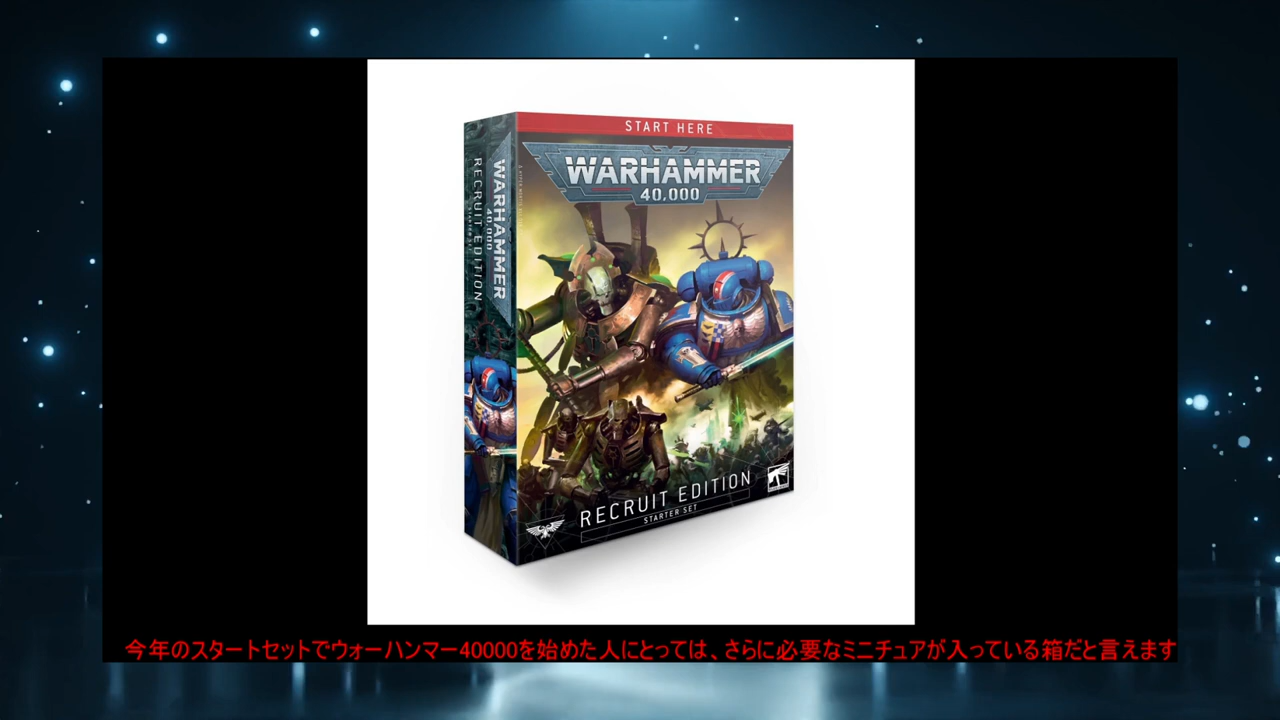 START HERE
WARHAMMER
40,000
WARHAMMER
40,000
RECRUIT EDITION
RECRUIT EDITION
STARTER SET
今年のスタートセットでウォーハンマー40000を始めた人にとっては、さらに必要なミニチュアが入っている箱だと言えます